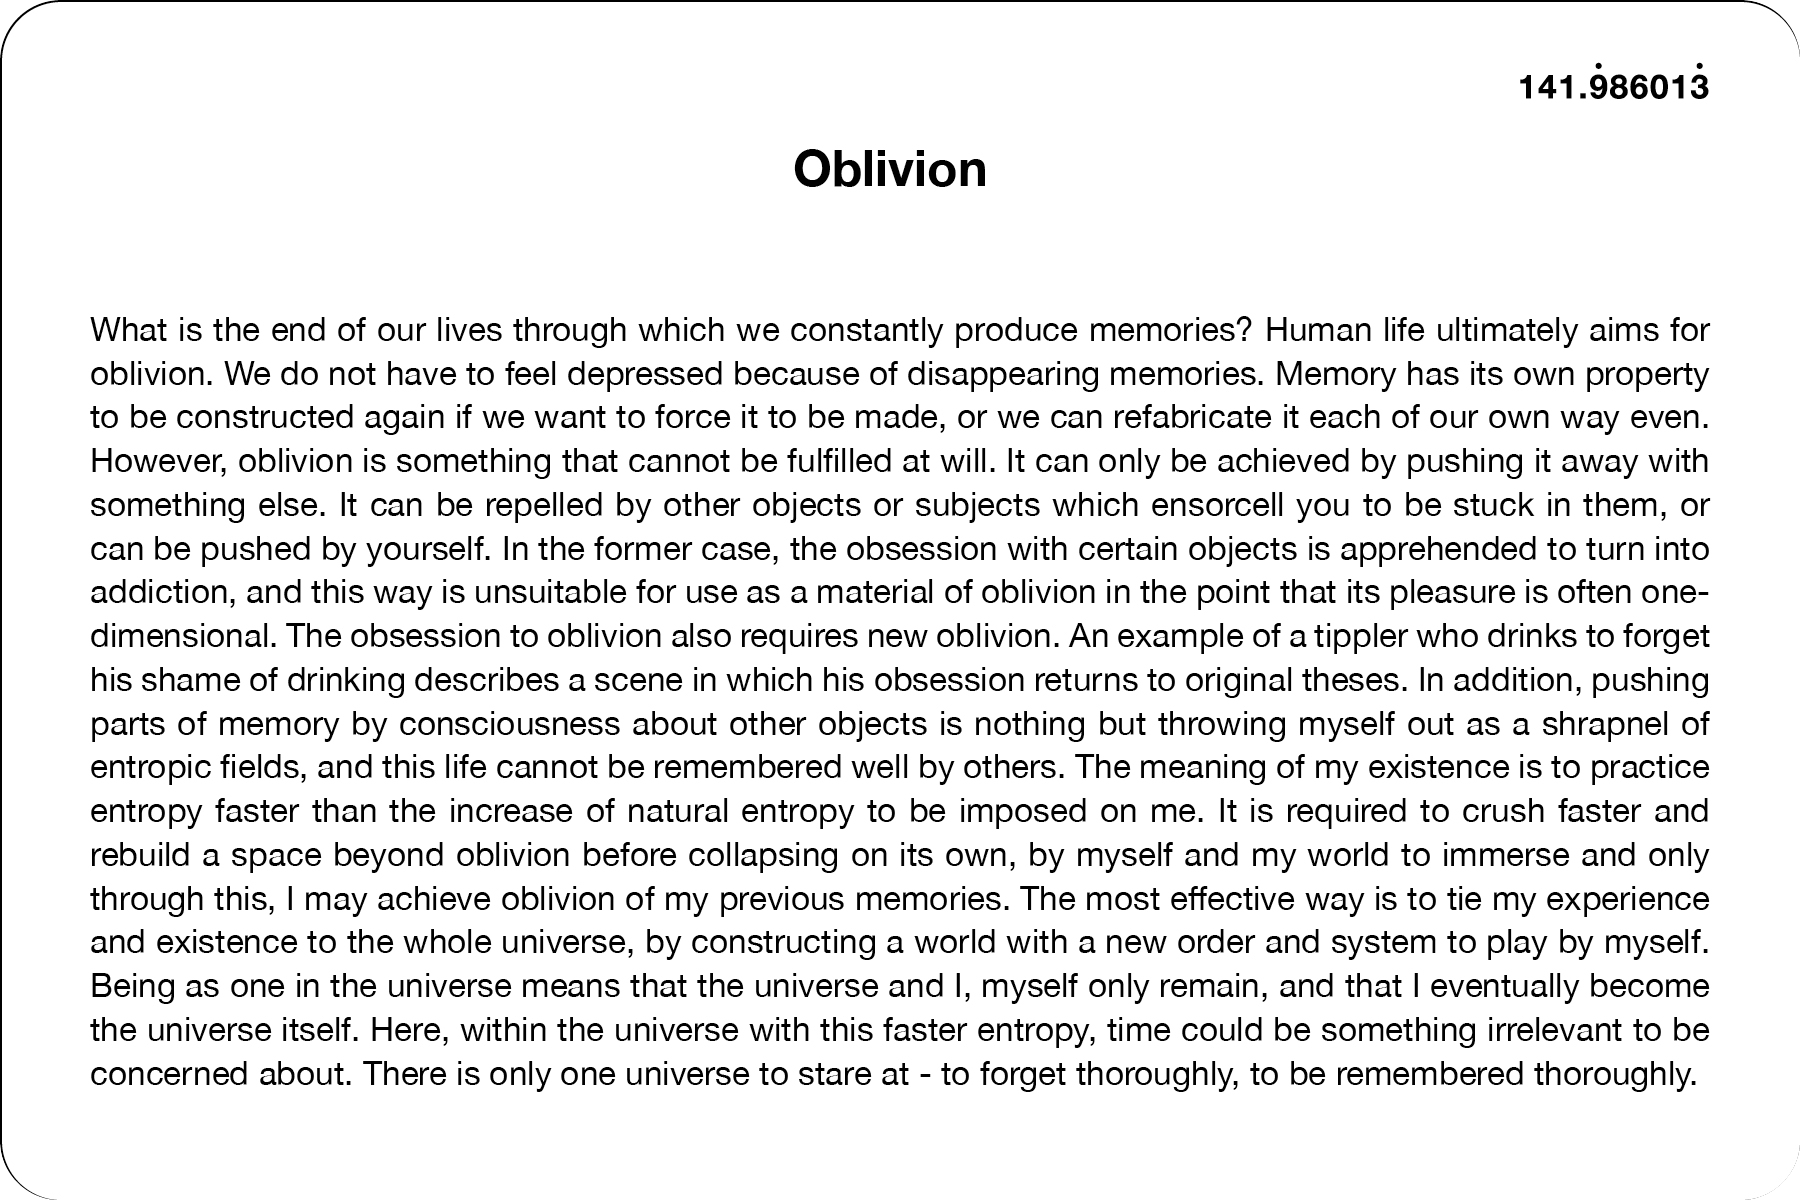 141.9̇86013̇
Oblivion
What is the end of our lives through which we constantly produce memories? Human life ultimately aims for
oblivion. We do not have to feel depressed because of disappearing memories. Memory has its own property
to be constructed again if we want to force it to be made, or we can refabricate it each of our own way even.
However, oblivion is something that cannot be fulfilled at will. It can only be achieved by pushing it away with
something else. It can be repelled by other objects or subjects which ensorcell you to be stuck in them, or
can be pushed by yourself. In the former case, the obsession with certain objects is apprehended to turn into
addiction, and this way is unsuitable for use as a material of oblivion in the point that its pleasure is often one-
dimensional. The obsession to oblivion also requires new oblivion. An example of a tippler who drinks to forget
his shame of drinking describes a scene in which his obsession returns to original theses. In addition, pushing
parts of memory by consciousness about other objects is nothing but throwing myself out as a shrapnel of
entropic fields, and this life cannot be remembered well by others. The meaning of my existence is to practice
entropy faster than the increase of natural entropy to be imposed on me. It is required to crush faster and
rebuild a space beyond oblivion before collapsing on its own, by myself and my world to immerse and only
through this, I may achieve oblivion of my previous memories. The most effective way is to tie my experience
and existence to the whole universe, by constructing a world with a new order and system to play by myself.
Being as one in the universe means that the universe and I, myself only remain, and that I eventually become
the universe itself. Here, within the universe with this faster entropy, time could be something irrelevant to be
concerned about. There is only one universe to stare at - to forget thoroughly, to be remembered thoroughly.